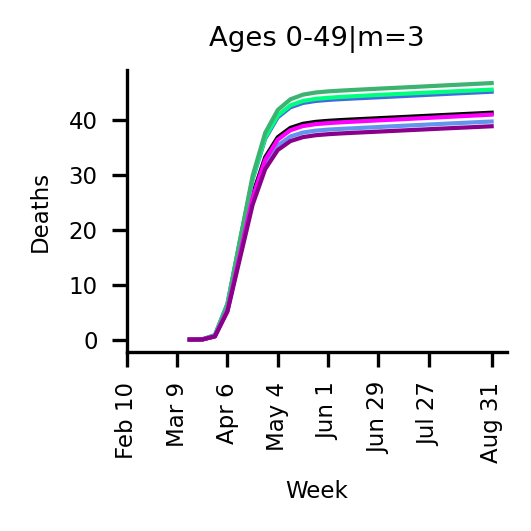 Ages 0-49|m=3
Deaths
40
30
20
10
0
Feb 10
Mar 9
Apr 6
May 4
Jun 1
Jun 29
Jul 27
Aug 31
Week